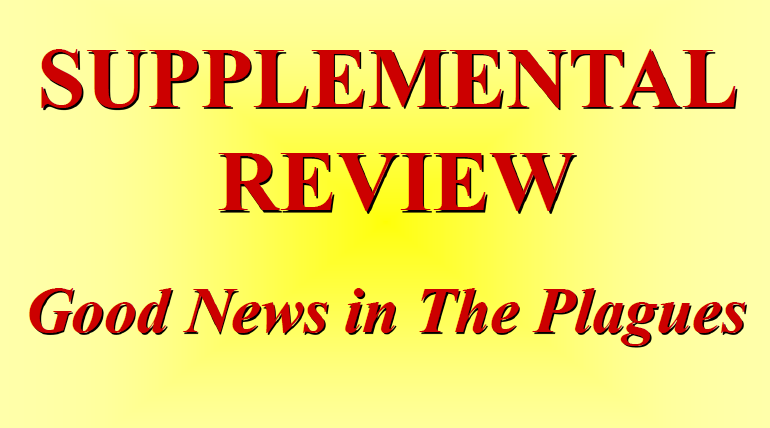 SUPPLEMENTAL
REVIEW
Good News in The Plagues